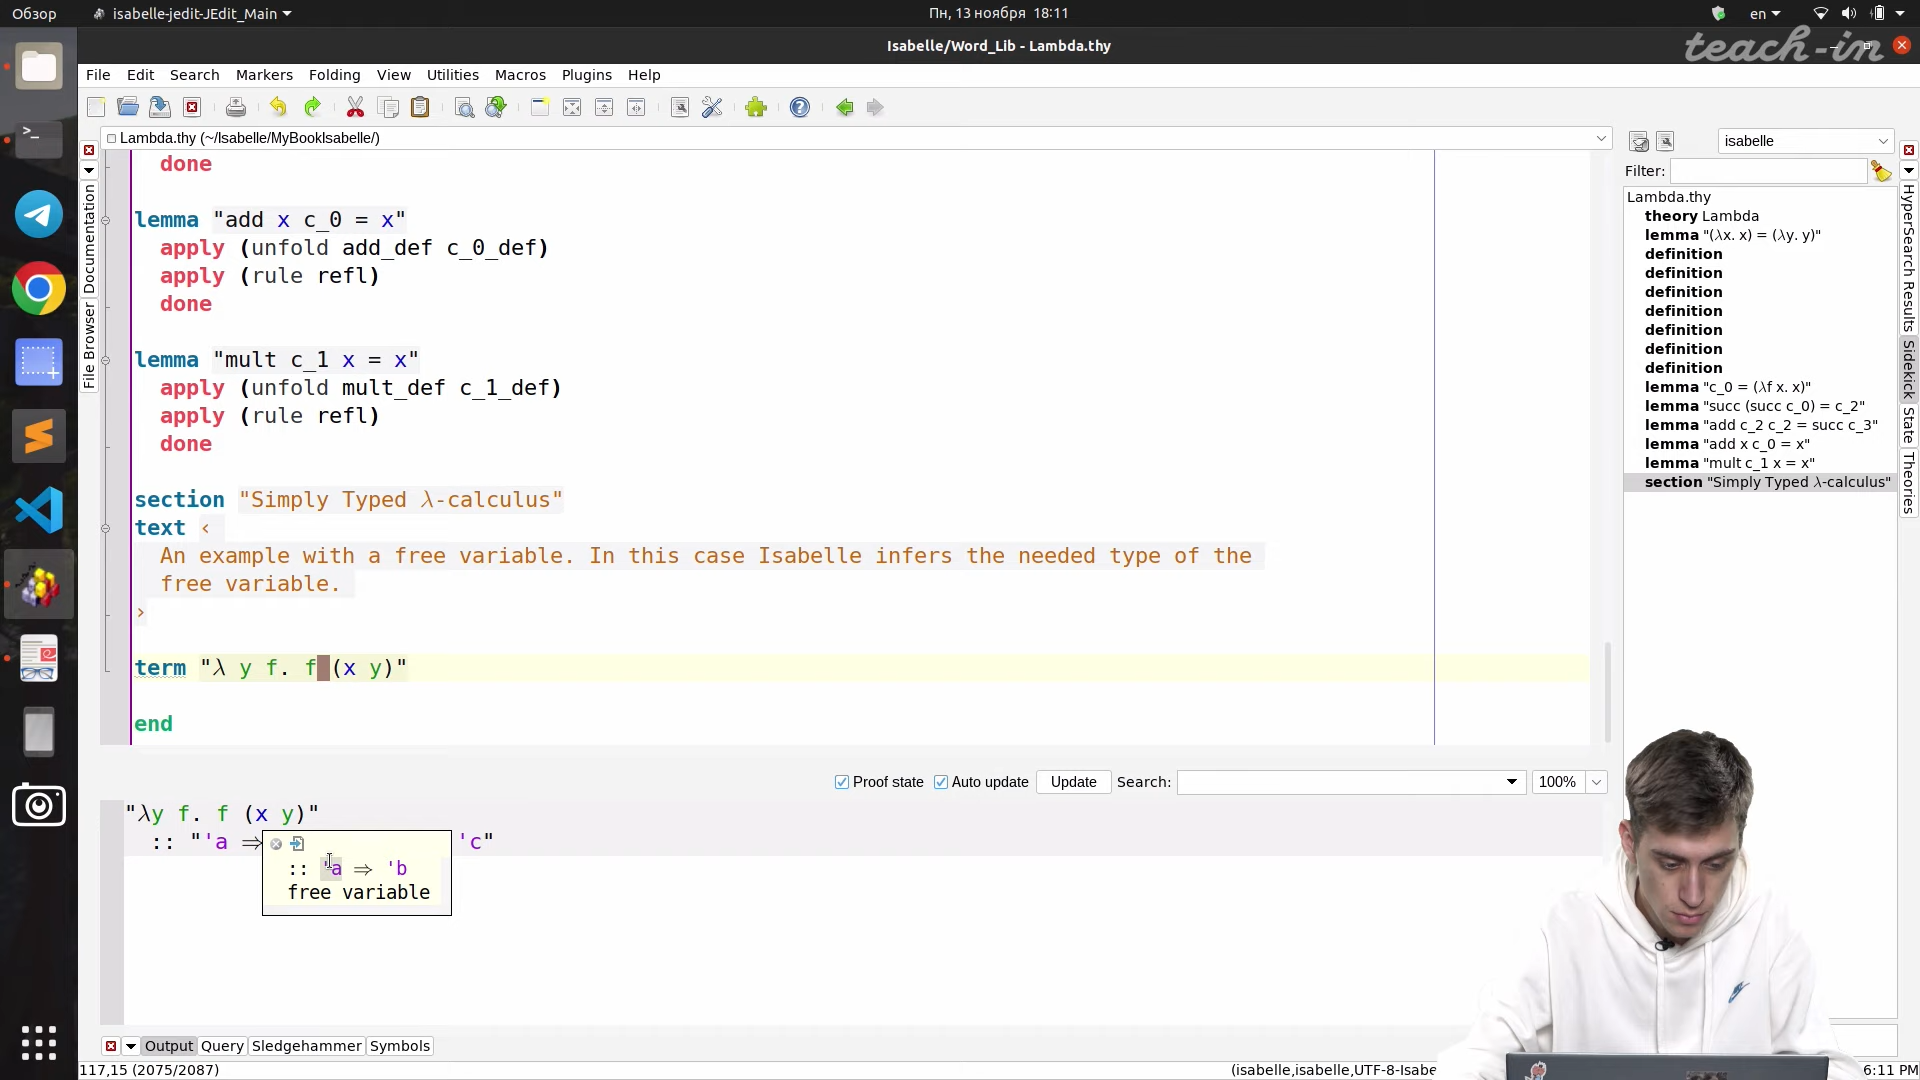 Обзор
isabelle-jedit-JEdit_Main
Пн, 13 ноября 18:11
en
Isabelle/Word_Lib - Lambda.thy
teach-in
File Edit Search Markers Folding View Utilities Macros Plugins Help
Lambda.thy (~/Isabelle/MyBookIsabelle/)
done
lemma "add x c_0 = x"
apply (unfold add_def c_0_def)
apply (rule refl)
done
lemma "mult c_1 x = x"
apply (unfold mult_def c_1_def)
apply (rule refl)
done
section "Simply Typed λ-calculus"
text ‹
An example with a free variable. In this case Isabelle infers the needed type of the
free variable.
›
term "λ y f. f (x y)"
end
Documentation
File Browser
isabelle
Filter:
Lambda.thy
theory Lambda
lemma "(λx. x) = (λy. y)"
definition
definition
definition
definition
definition
definition
definition
lemma "c_0 = (λf x. x)"
lemma "succ (succ c_0) = c_2"
lemma "add c_2 c_2 = succ c_3"
lemma "add x c_0 = x"
lemma "mult c_1 x = x"
section "Simply Typed λ-calculus"
HyperSearch Results
Sidekick
State
Theories
Proof state Auto update Update Search: 100%
"λy f. f (x y)"
:: "'a ⇒ 'c"
:: 'a ⇒ 'b
free variable
Output Query Sledgehammer Symbols
117,15 (2075/2087)
(isabelle,isabelle,UTF-8-Isabe
6:11 PM